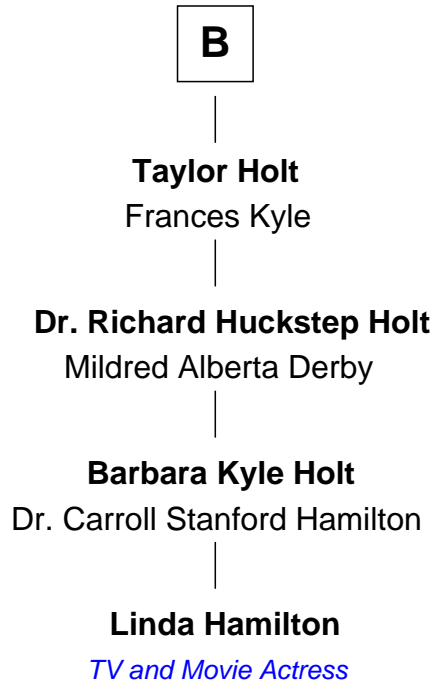 B
Taylor Holt
Frances Kyle
Dr. Richard Huckstep Holt
Mildred Alberta Derby
Barbara Kyle Holt
Dr. Carroll Stanford Hamilton
Linda Hamilton
TV and Movie Actress